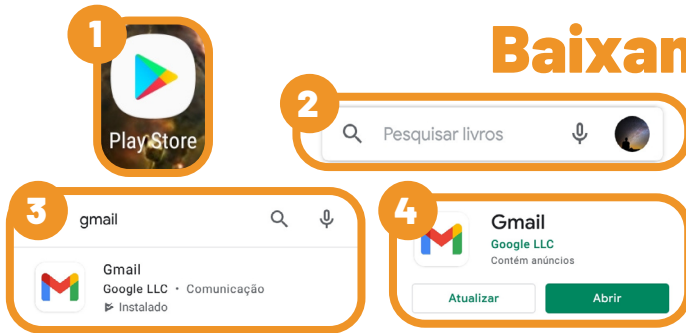 Baixan
1
Play Store
2
Pesquisar livros
3
gmail
Gmail
Google LLC • Comunicação
Instalado
4
Gmail
Google LLC
Contém anúncios
Atualizar
Abrir